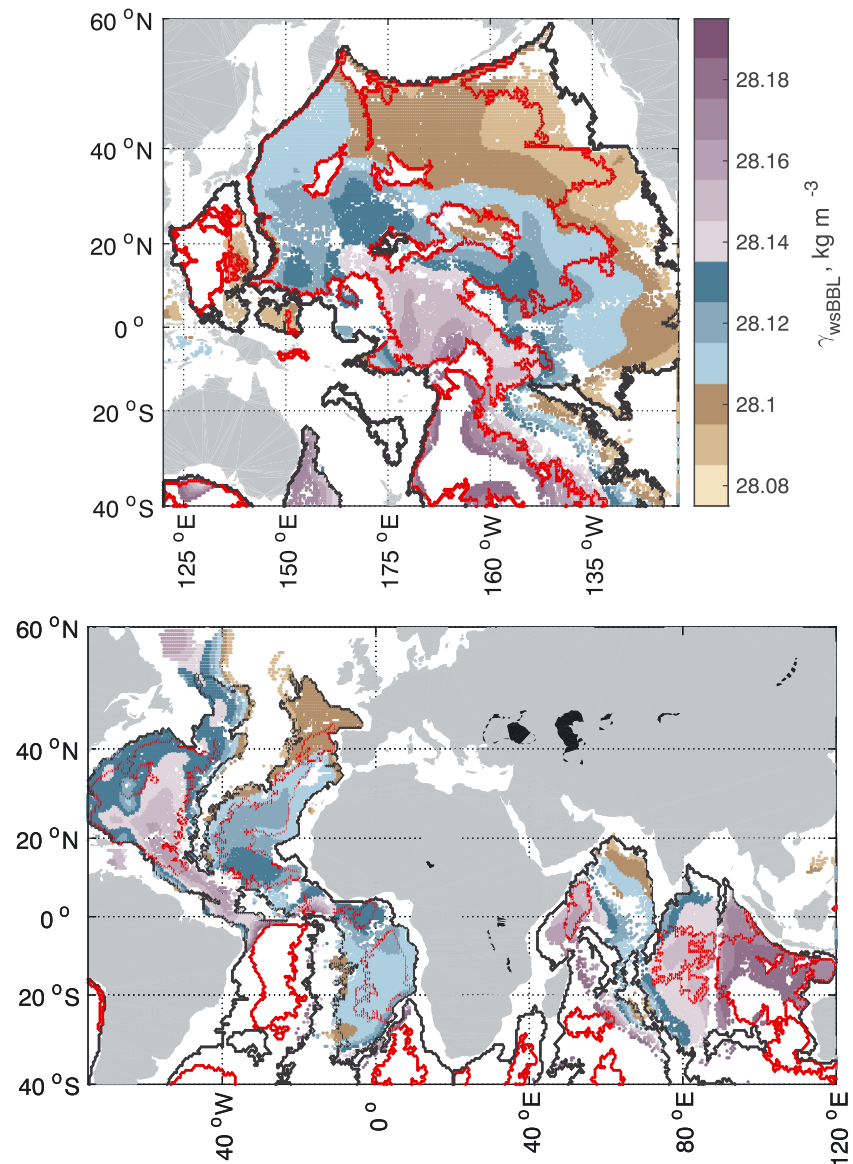 60 °N
40 °N
20 °N
0 °
20 °S
40 °S
125 °E
150 °E
175 °E
160 °W
135 °W
28.18
28.16
28.14
28.12
28.1
28.08
γwsBBL, kg m-3
60 °N
40 °N
20 °N
0 °
20 °S
40 °S
40 °W
0 °
40 °E
80 °E
120 °E